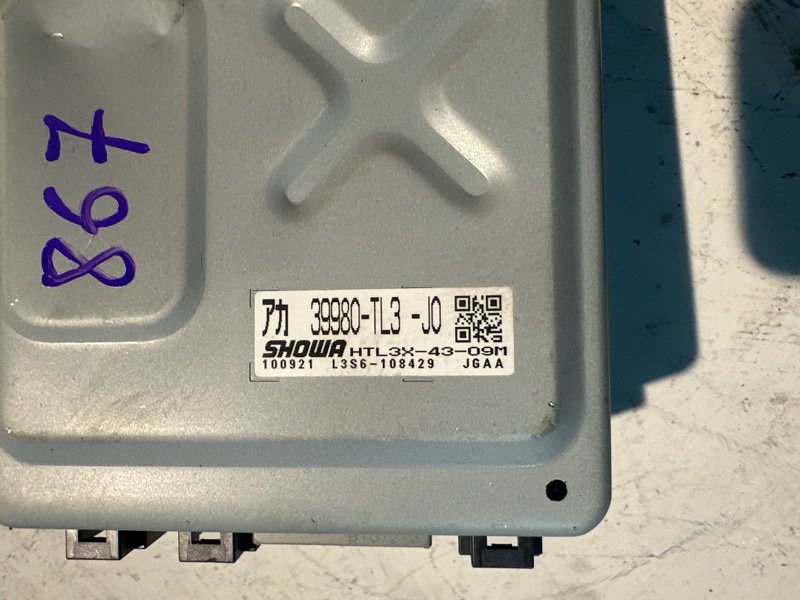 867
アカ 39980-TL3 -J0
SHOWA HTL3X-43-09M
100921 L3S6-108429 JGAA